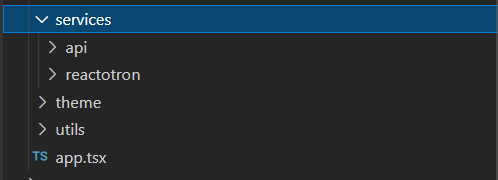 services
api
reactotron
theme
utils
TS app.tsx